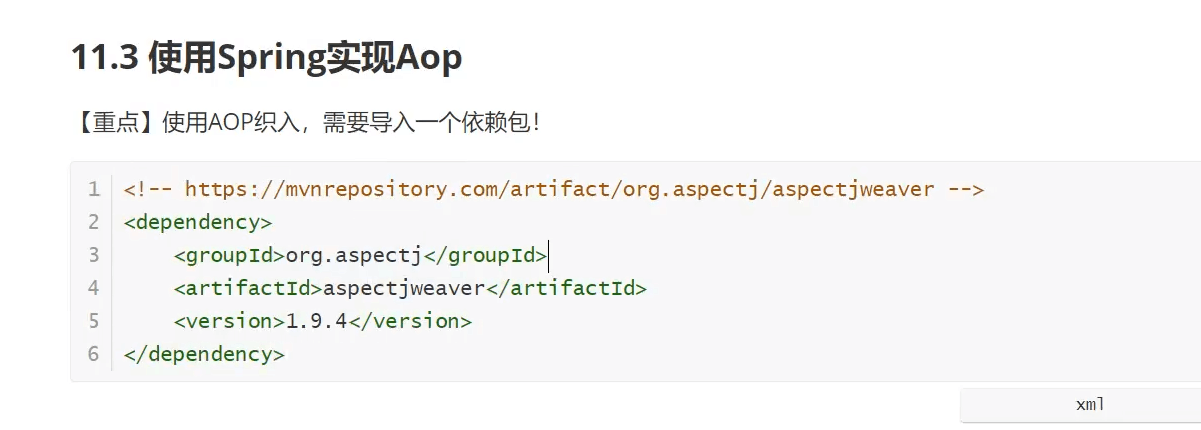 11.3 使用Spring实现Aop
【重点】使用AOP织入，需要导入一个依赖包！
1 <!-- https://mvnrepository.com/artifact/org.aspectj/aspectjweaver -->
2 <dependency>
3     <groupId>org.aspectj</groupId>
4     <artifactId>aspectjweaver</artifactId>
5     <version>1.9.4</version>
6 </dependency>
xml